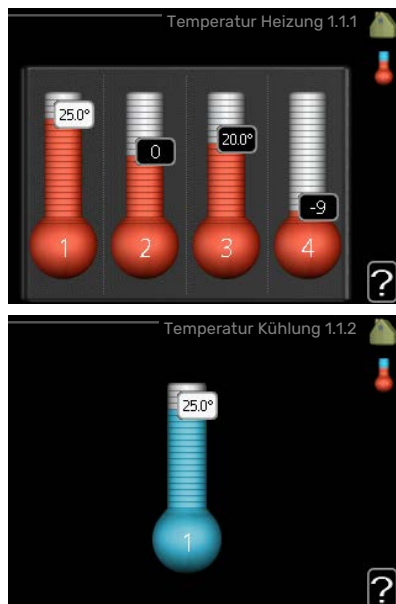 Temperatur Heizung 1.1.1
25.0°
0
20.0°
-9
1 2 3 4
?
Temperatur Kühlung 1.1.2
25.0°
1
?